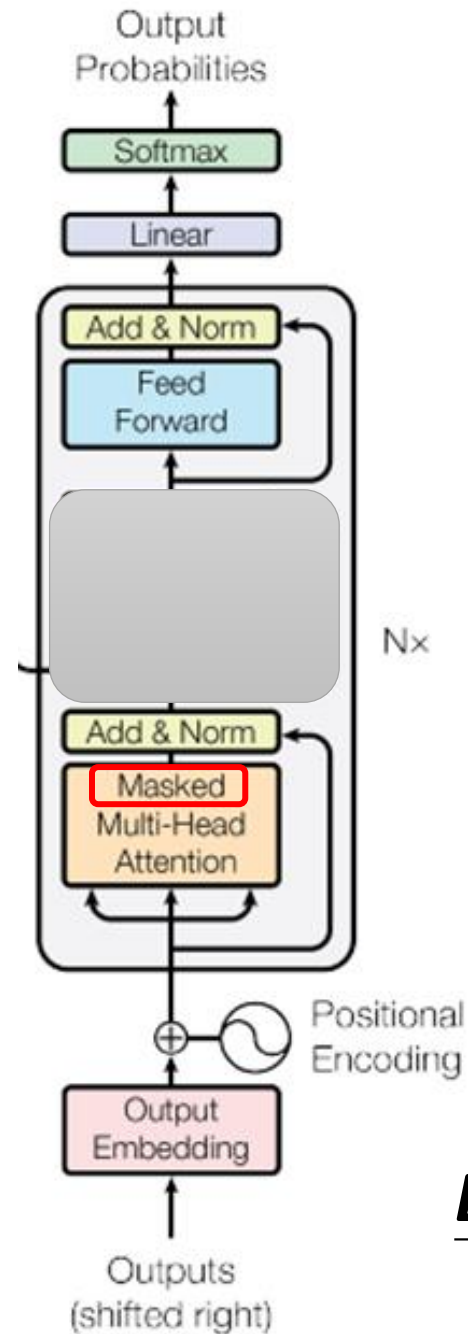 Output
Probabilities
Softmax
Linear
Add & Norm
Feed
Forward
N×
Add & Norm
Masked
Multi-Head
Attention
Positional
Encoding
Output
Embedding
Outputs
(shifted right)